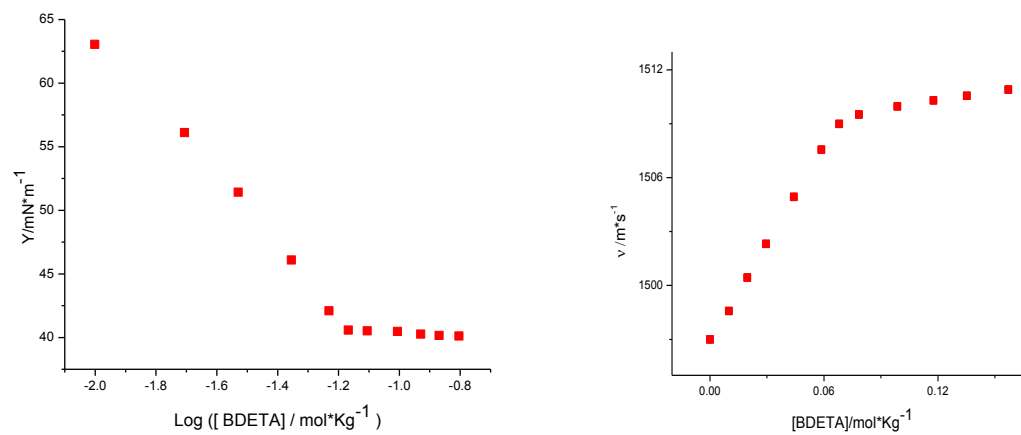 65
60
55
50
45
40
Y/mN*m-1
-2.0 -1.8 -1.6 -1.4 -1.2 -1.0 -0.8
Log ([ BDETA] / mol*Kg-1 )
1512
1506
1500
ν /m*s-1
0.00 0.06 0.12
[BDETA]/mol*Kg-1